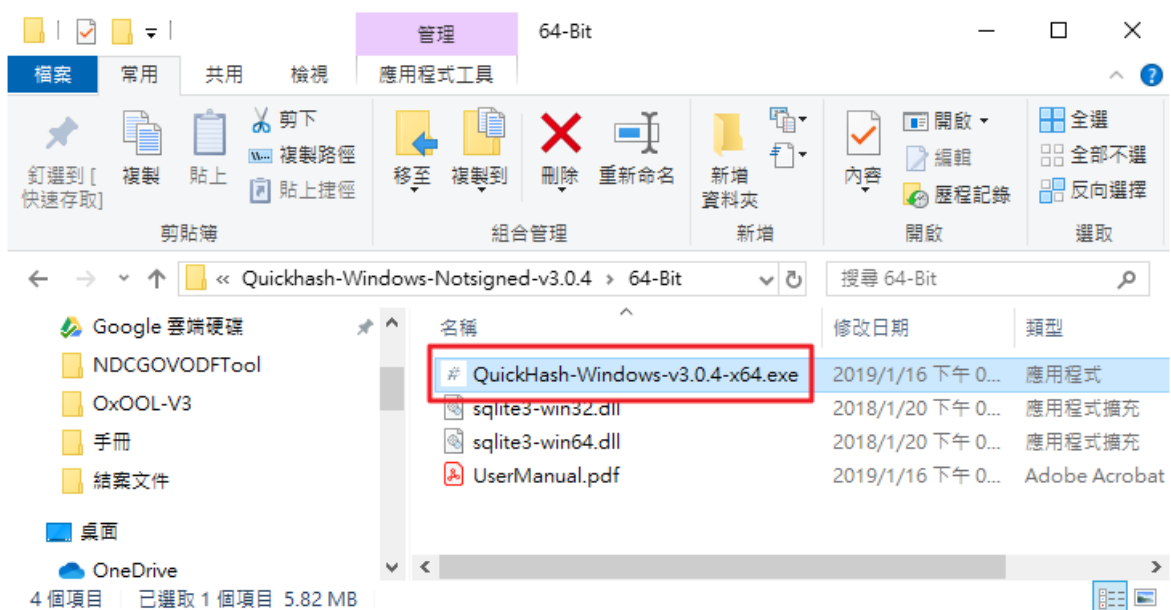 管理
64-Bit
檔案
常用
共用
檢視
應用程式工具
釘選到 [
快速存取]
複製
貼上
剪下
複製路徑
貼上捷徑
剪貼簿
移至
複製到
刪除
重新命名
組合管理
新增
資料夾
新增
內容
開啟
編輯
歷程記錄
開啟
全選
全部不選
反向選擇
選取
« Quickhash-Windows-Notsigned-v3.0.4 › 64-Bit
搜尋 64-Bit
Google 雲端硬碟
NDCGOVODFTool
OxOOL-V3
手冊
結案文件
桌面
OneDrive
名稱 修改日期 類型
QuickHash-Windows-v3.0.4-x64.exe 2019/1/16 下午 0... 應用程式
sqlite3-win32.dll 2018/1/20 下午 0... 應用程式擴充
sqlite3-win64.dll 2018/1/20 下午 0... 應用程式擴充
UserManual.pdf 2019/1/16 下午 0... Adobe Acrobat
4 個項目 已選取 1 個項目 5.82 MB